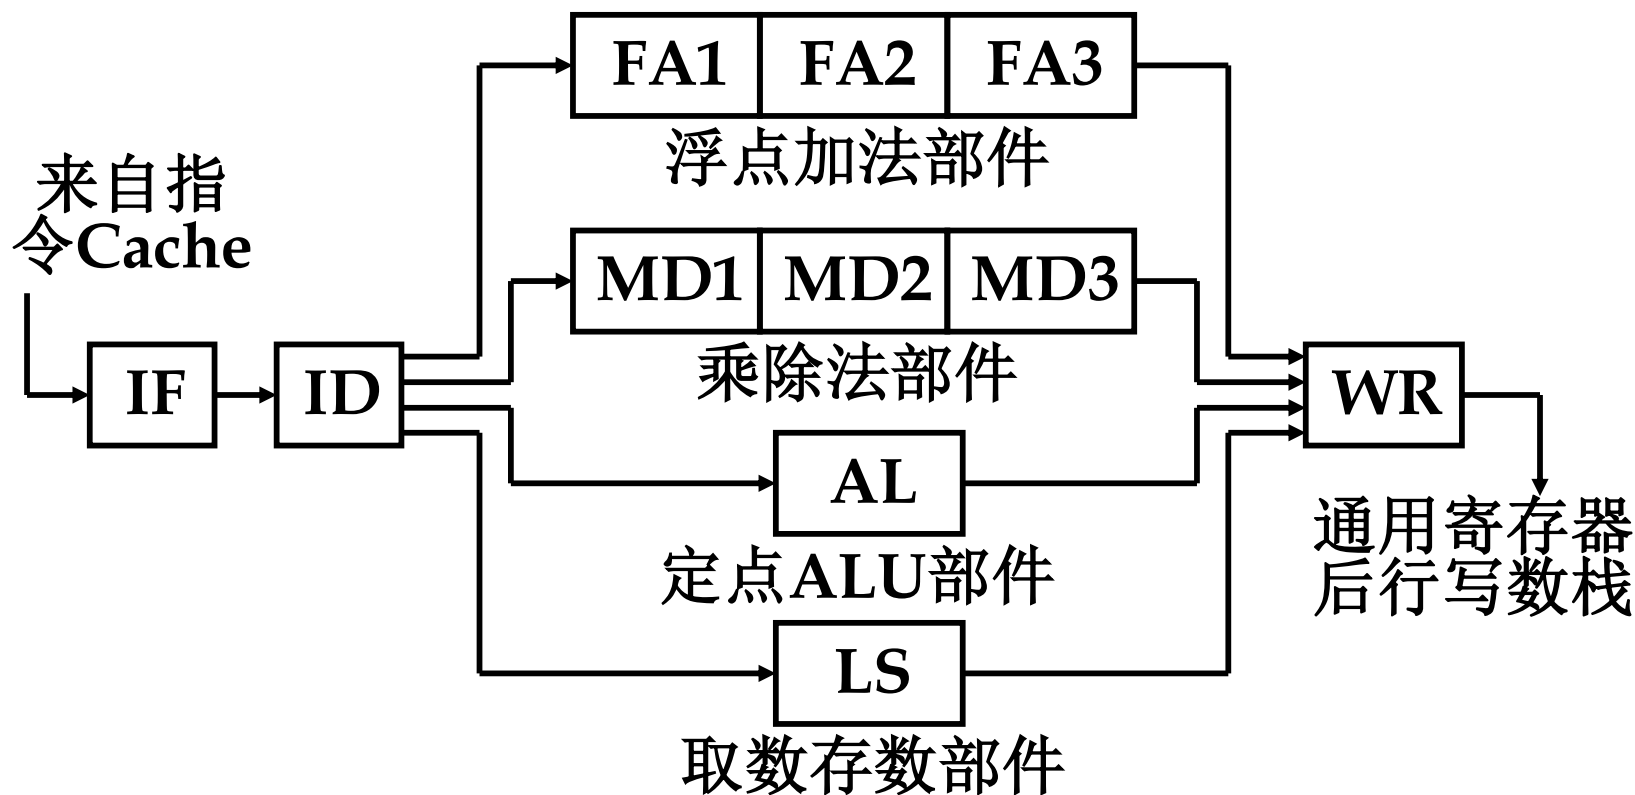 FA1 FA2 FA3
浮点加法部件
来自指
令Cache
MD1 MD2 MD3
乘除法部件
IF ID WR
AL
定点ALU部件
通用寄存器
后行写数栈
LS
取数存数部件